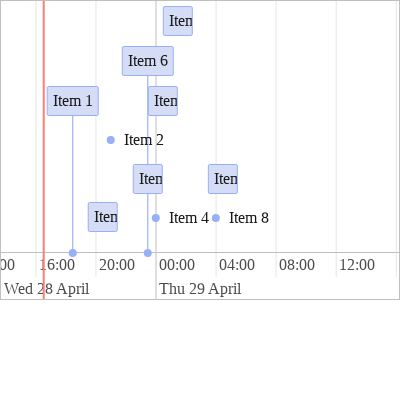 Item
Item 6
Item 1
Item
Item 2
Item
Item
Item
Item 4
Item 8
:00
16:00
20:00
00:00
04:00
08:00
12:00
Wed 28 April
Thu 29 April